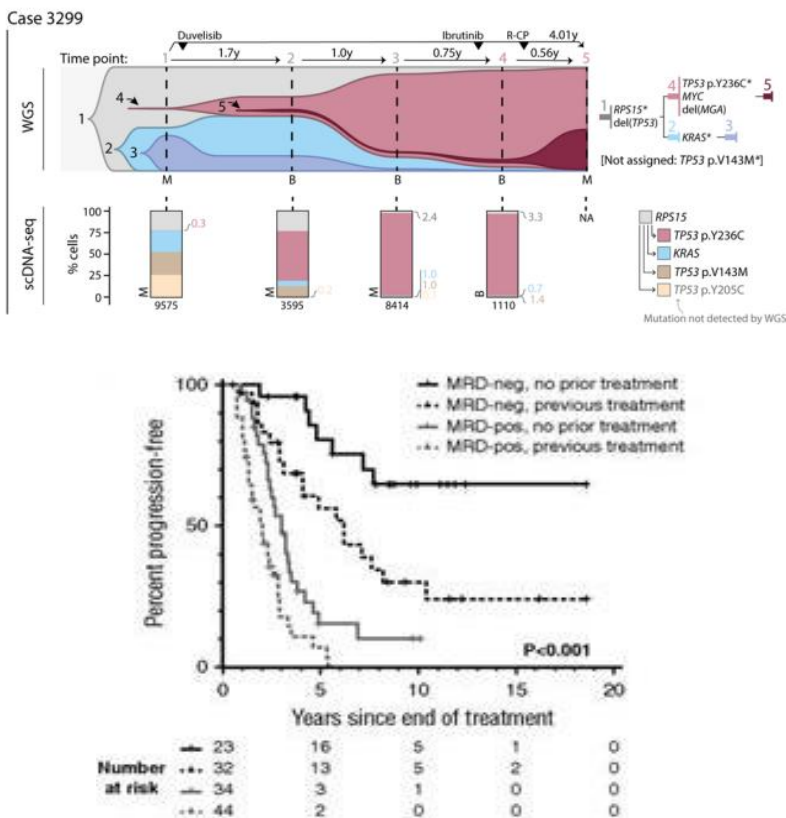 Case 3299
Duvelisib Ibrutinib R-CP 4.01y
Time point: 1 1.7y 2 1.0y 3 0.75y 4 0.56y 5
WGS
1 2 3 4 5
M B B B M
1 RPS15*
del(TP53)
4 TP53 p.Y236C*
MYC
del(MGA)
5
2 KRAS* 3
[Not assigned: TP53 p.V143M*]
scDNA-seq
% cells
100
75
50
25
0
M 0.3
9575
M 0.2
3595
M 2.4
1.0
1.0
0.1
8414
B 3.3
0.7
1.4
1110
NA
RPS15
TP53 p.Y236C
KRAS
TP53 p.V143M
TP53 p.Y205C
Mutation not detected by WGS
Percent progression-free
100
50
0
MRD-neg, no prior treatment
MRD-neg, previous treatment
MRD-pos, no prior treatment
MRD-pos, previous treatment
P<0.001
0 5 10 15 20
Years since end of treatment
Number
at risk
23 16 5 1 0
32 13 5 2 0
34 3 1 0 0
44 2 0 0 0